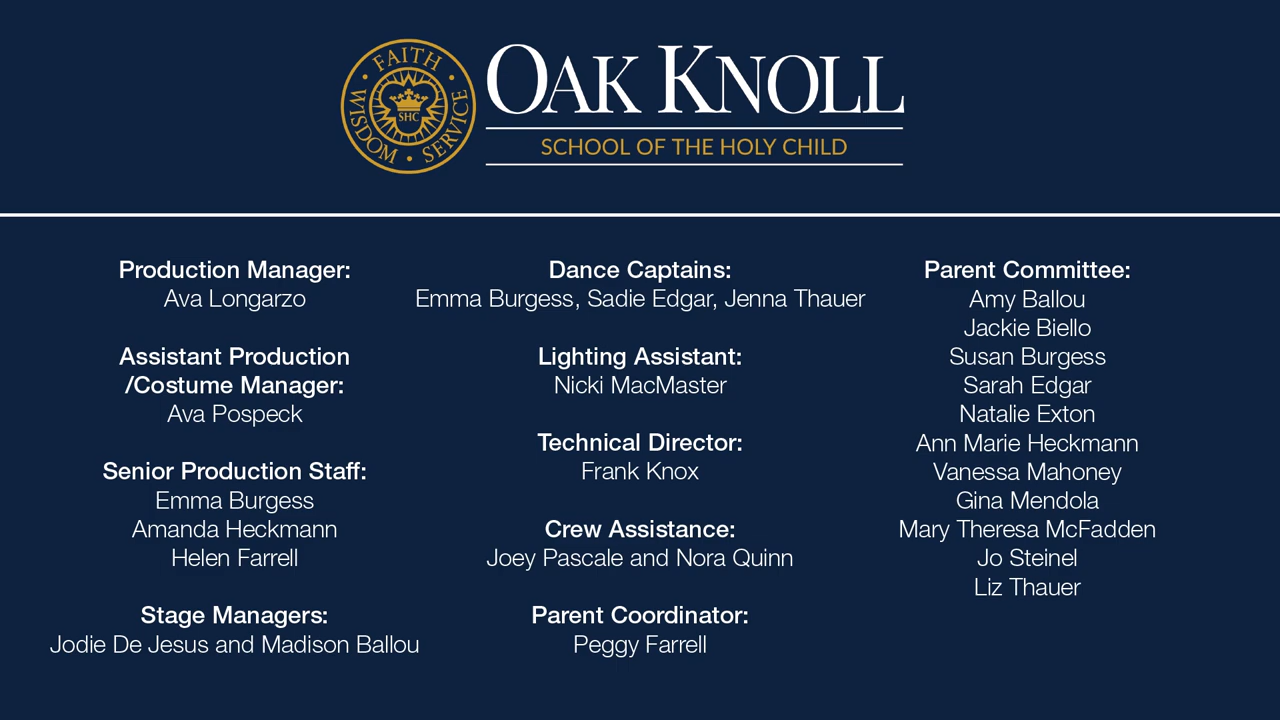 FAITH
WISDOM • SERVICE
SHC
OAK KNOLL
SCHOOL OF THE HOLY CHILD
Production Manager:
Ava Longarzo
Assistant Production
/Costume Manager:
Ava Pospeck
Senior Production Staff:
Emma Burgess
Amanda Heckmann
Helen Farrell
Stage Managers:
Jodie De Jesus and Madison Ballou
Dance Captains:
Emma Burgess, Sadie Edgar, Jenna Thauer
Lighting Assistant:
Nicki MacMaster
Technical Director:
Frank Knox
Crew Assistance:
Joey Pascale and Nora Quinn
Parent Coordinator:
Peggy Farrell
Parent Committee:
Amy Ballou
Jackie Biello
Susan Burgess
Sarah Edgar
Natalie Exton
Ann Marie Heckmann
Vanessa Mahoney
Gina Mendola
Mary Theresa McFadden
Jo Steinel
Liz Thauer